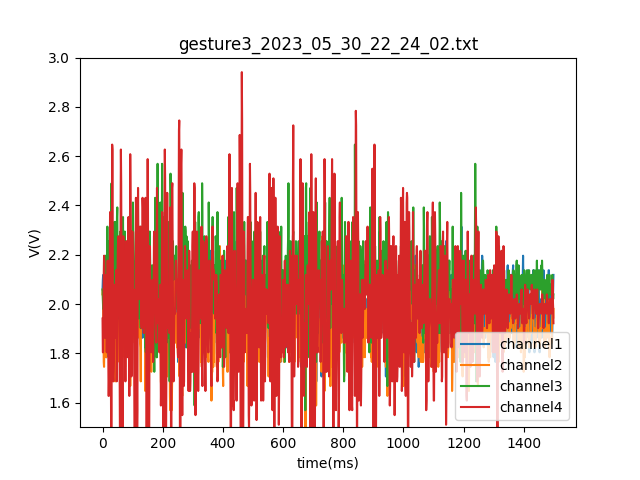 gesture3_2023_05_30_22_24_02.txt
V(V)
3.0
2.8
2.6
2.4
2.2
2.0
1.8
1.6
channel1
channel2
channel3
channel4
0 200 400 600 800 1000 1200 1400
time(ms)